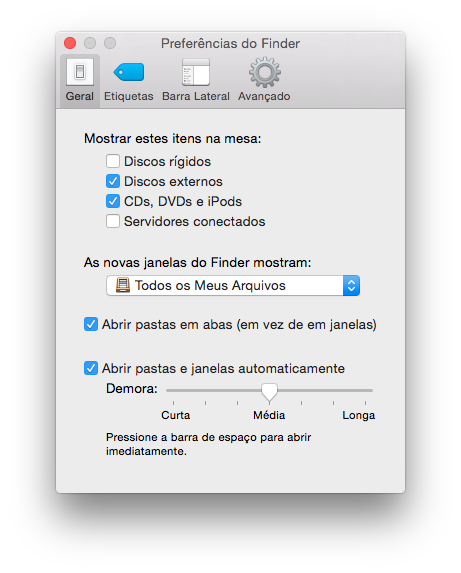 Preferências do Finder
Geral
Etiquetas
Barra Lateral
Avançado
Mostrar estes itens na mesa:
Discos rígidos
Discos externos
CDs, DVDs e iPods
Servidores conectados
As novas janelas do Finder mostram:
Todos os Meus Arquivos
Abrir pastas em abas (em vez de em janelas)
Abrir pastas e janelas automaticamente
Demora:
Curta
Média
Longa
Pressione a barra de espaço para abrir
imediatamente.